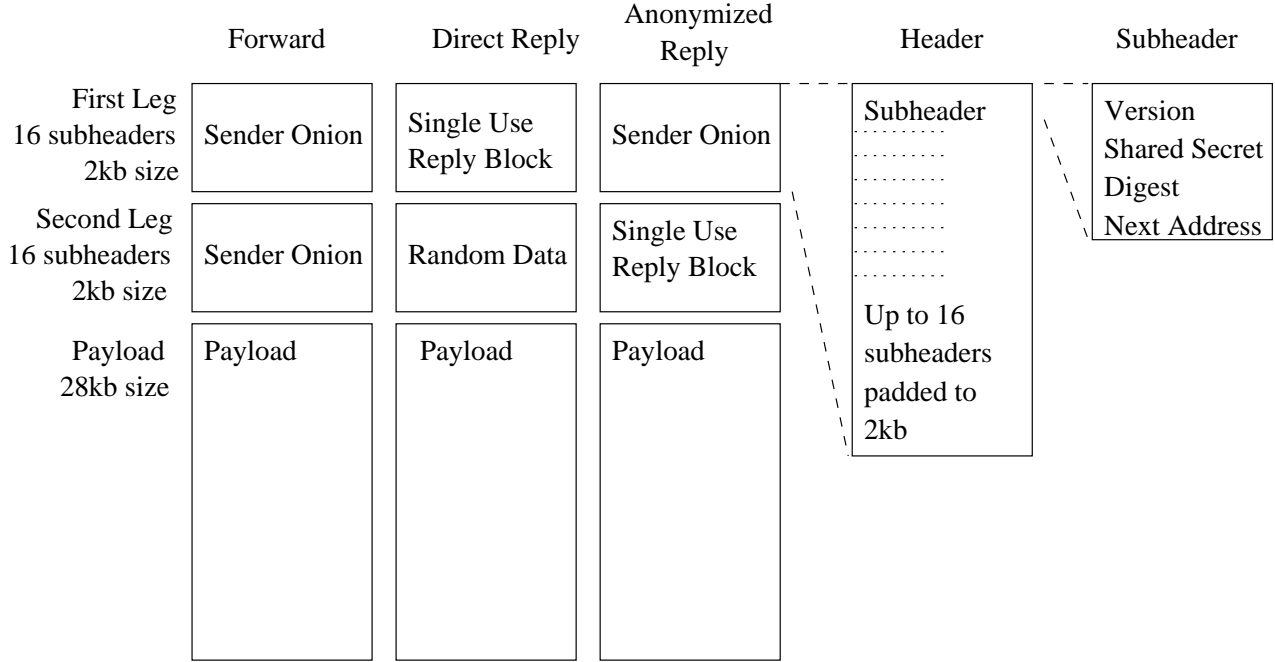 Forward
Direct Reply
Anonymized
Reply
Header
Subheader
First Leg
16 subheaders
2kb size
Sender Onion
Single Use
Reply Block
Sender Onion
Second Leg
16 subheaders
2kb size
Sender Onion
Random Data
Single Use
Reply Block
Payload
28kb size
Payload
Payload
Payload
Subheader
Up to 16
subheaders
padded to
2kb
Version
Shared Secret
Digest
Next Address